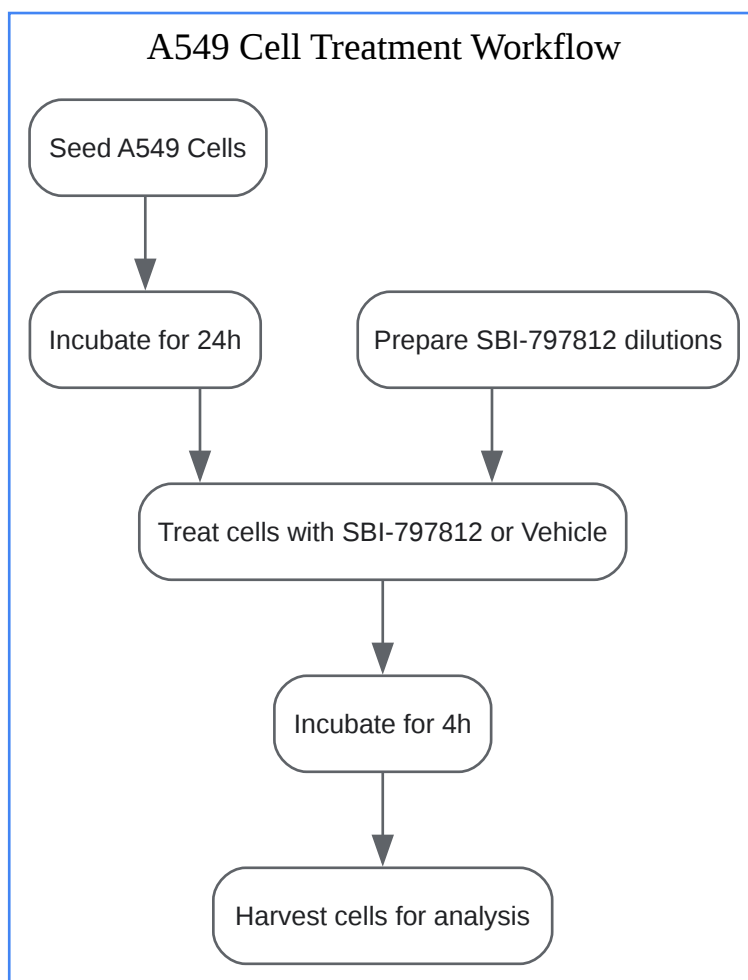 A549 Cell Treatment Workflow
Seed A549 Cells
Incubate for 24h
Prepare SBI-797812 dilutions
Treat cells with SBI-797812 or Vehicle
Incubate for 4h
Harvest cells for analysis